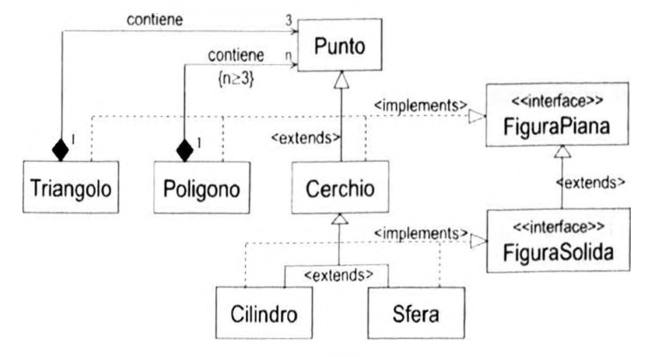 contiene
3
Punto
contiene
n
{n≥3}
<implements>
<<interface>>
FiguraPiana
<extends>
1
1
Triangolo
Poligono
Cerchio
<extends>
<implements>
<<interface>>
FiguraSolida
<extends>
Cilindro
Sfera